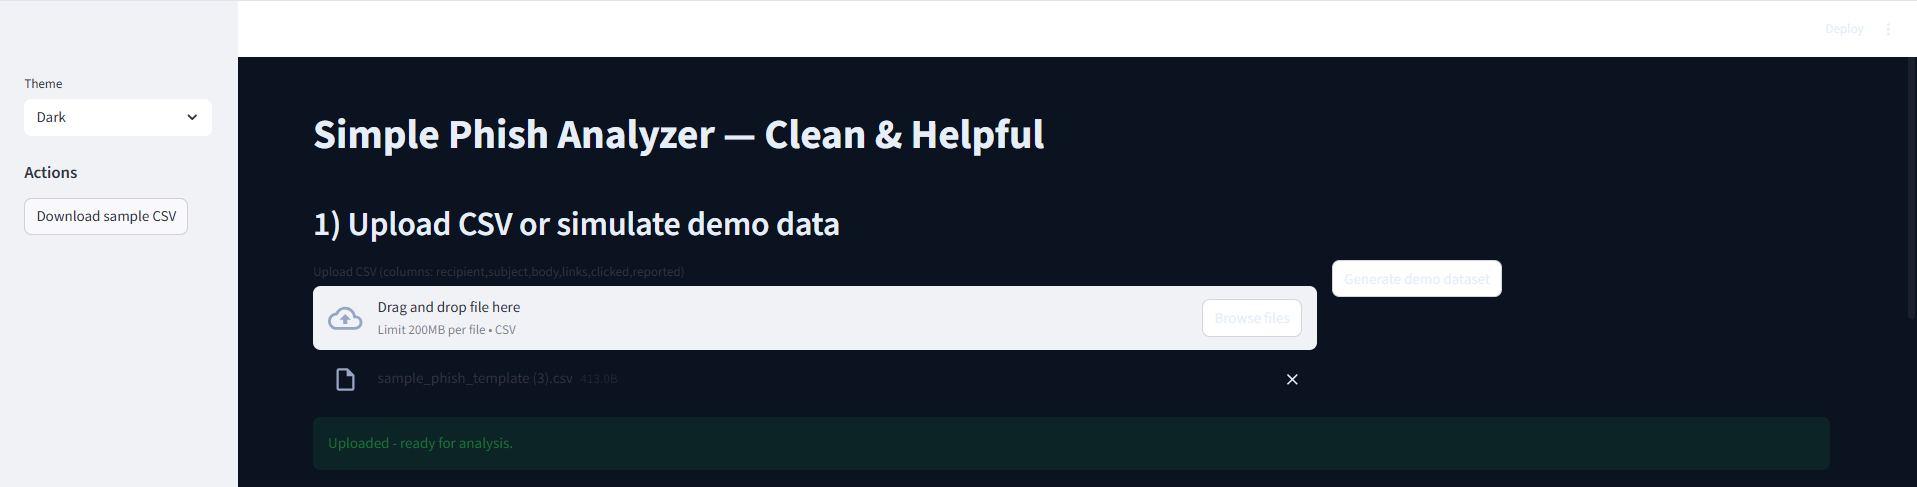 Deploy
Theme
Dark
Actions
Download sample CSV
Simple Phish Analyzer — Clean & Helpful
1) Upload CSV or simulate demo data
Upload CSV (columns: recipient,subject,body,links,clicked,reported)
Generate demo dataset
Drag and drop file here
Limit 200MB per file • CSV
Browse files
sample_phish_template (3).csv 413.0B
Uploaded - ready for analysis.